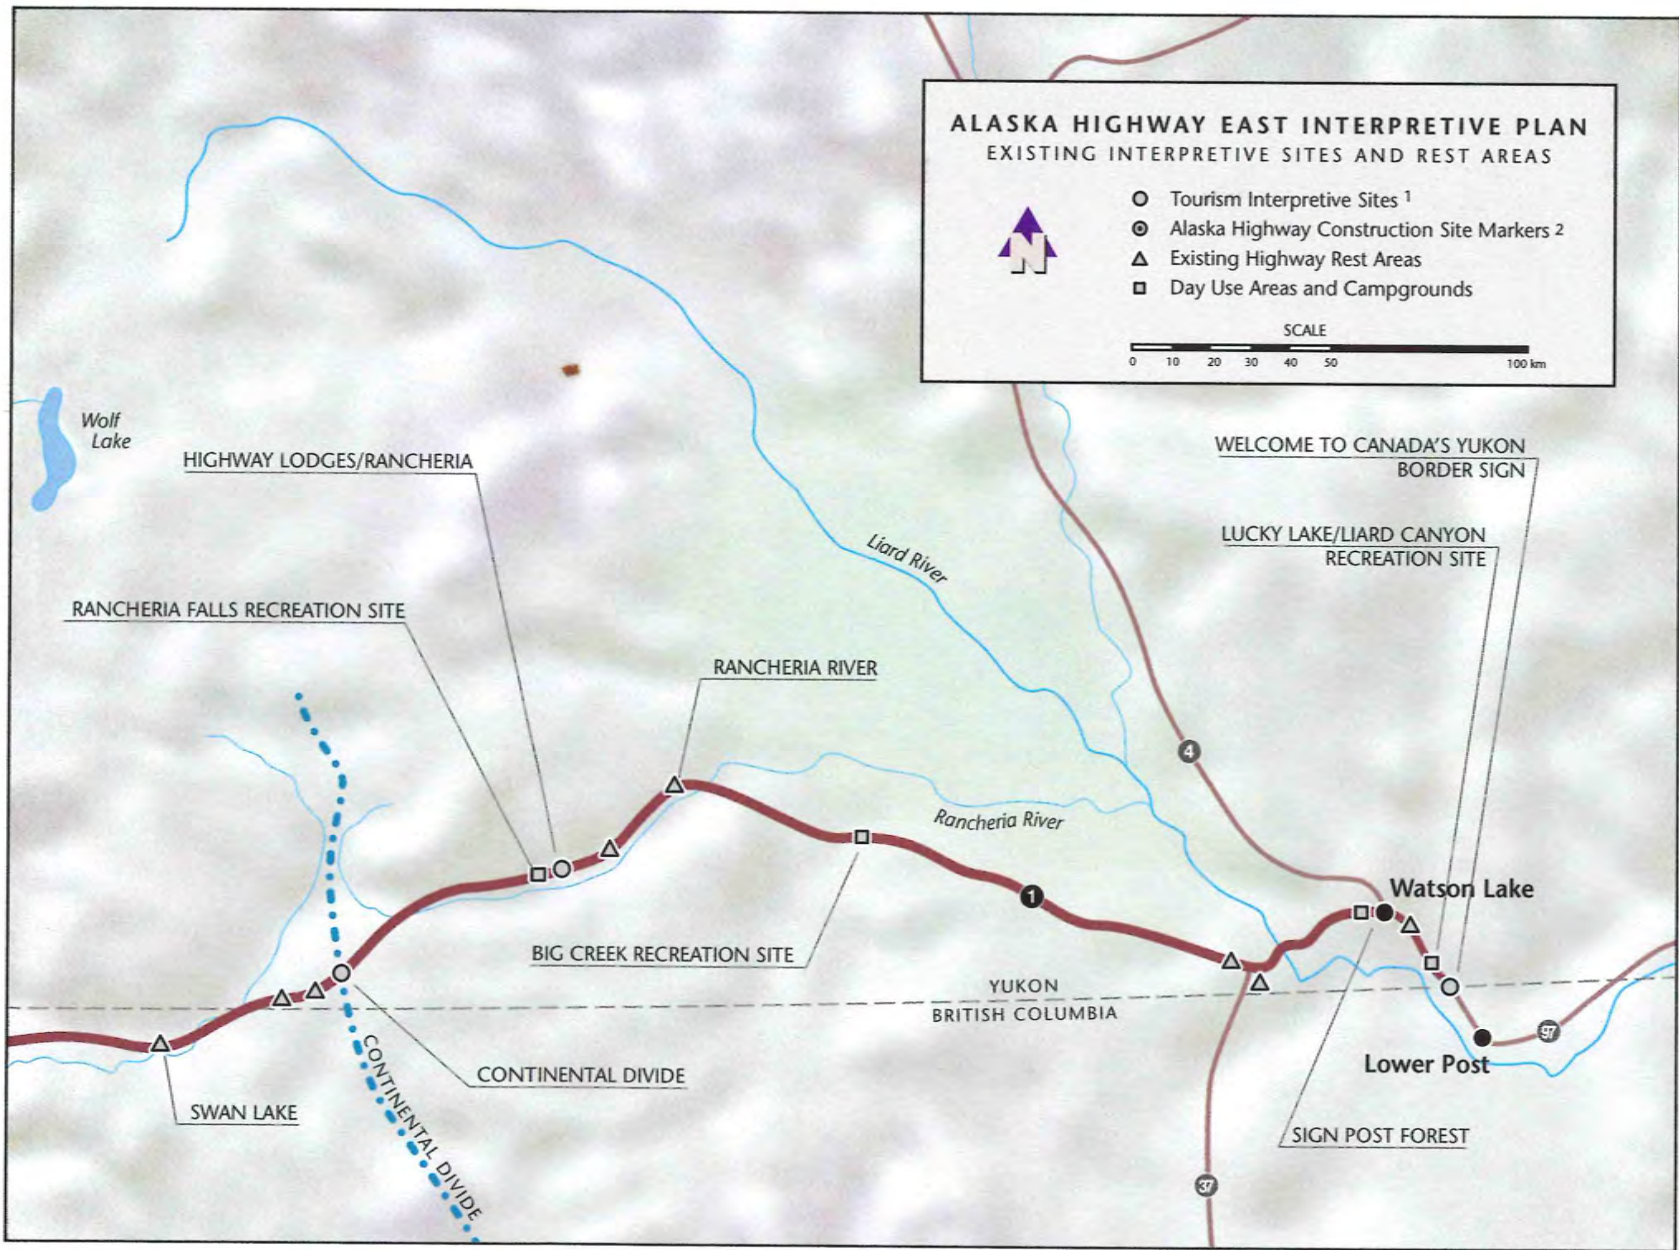 ALASKA HIGHWAY EAST INTERPRETIVE PLAN
EXISTING INTERPRETIVE SITES AND REST AREAS
N
Tourism Interpretive Sites 1
Alaska Highway Construction Site Markers 2
Existing Highway Rest Areas
Day Use Areas and Campgrounds
SCALE
0 10 20 30 40 50 100 km
Wolf
Lake
HIGHWAY LODGES/RANCHERIA
WELCOME TO CANADA'S YUKON
BORDER SIGN
LUCKY LAKE/LIARD CANYON
RECREATION SITE
Liard River
RANCHERIA FALLS RECREATION SITE
RANCHERIA RIVER
4
Rancheria River
1
Watson Lake
BIG CREEK RECREATION SITE
YUKON
BRITISH COLUMBIA
97
Lower Post
CONTINENTAL DIVIDE
CONTINENTAL DIVIDE
SWAN LAKE
SIGN POST FOREST
37